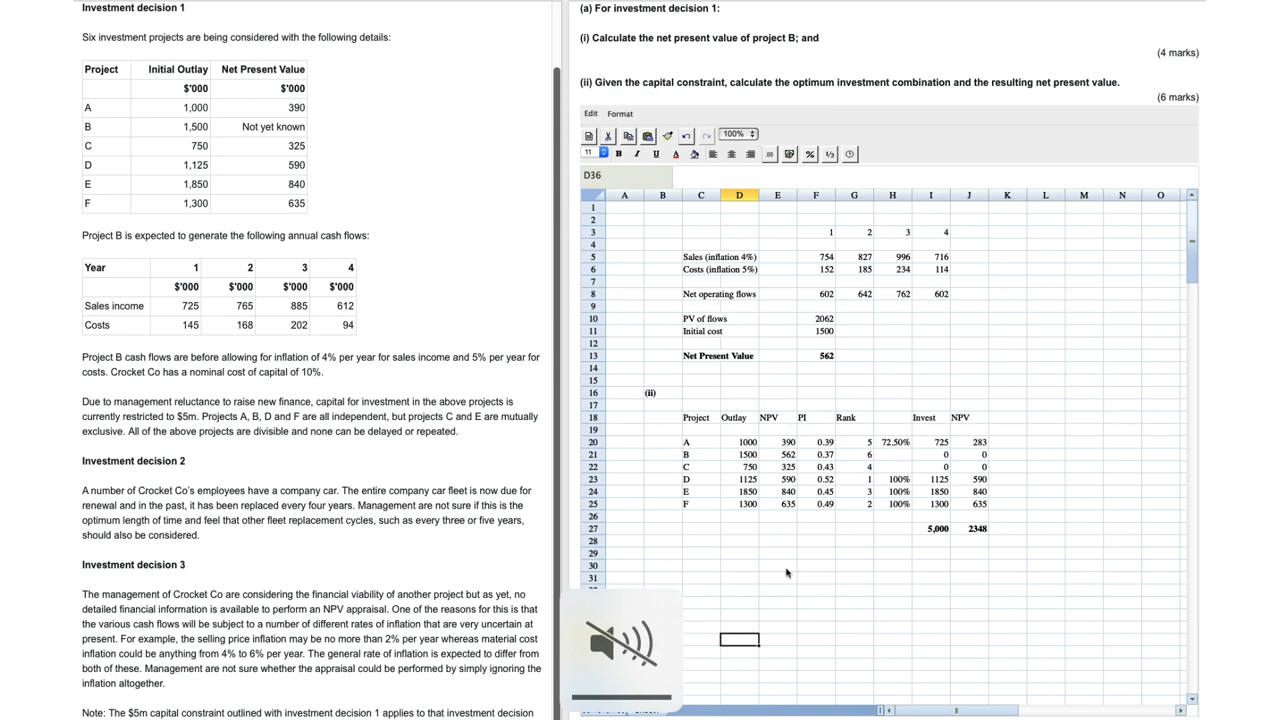 Investment decision 1
Six investment projects are being considered with the following details:
Project Initial Outlay Net Present Value
$'000 $'000
A 1,000 390
B 1,500 Not yet known
C 750 325
D 1,125 590
E 1,850 840
F 1,300 635
Project B is expected to generate the following annual cash flows:
Year 1 2 3 4
$'000 $'000 $'000 $'000
Sales income 725 765 885 612
Costs 145 168 202 94
Project B cash flows are before allowing for inflation of 4% per year for sales income and 5% per year for
costs. Crocket Co has a nominal cost of capital of 10%.
Due to management reluctance to raise new finance, capital for investment in the above projects is
currently restricted to $5m. Projects A, B, D and F are all independent, but projects C and E are mutually
exclusive. All of the above projects are divisible and none can be delayed or repeated.
Investment decision 2
A number of Crocket Co's employees have a company car. The entire company car fleet is now due for
renewal and in the past, it has been replaced every four years. Management are not sure if this is the
optimum length of time and feel that other fleet replacement cycles, such as every three or five years,
should also be considered.
Investment decision 3
The management of Crocket Co are considering the financial viability of another project but as yet, no
detailed financial information is available to perform an NPV appraisal. One of the reasons for this is that
the various cash flows will be subject to a number of different rates of inflation that are very uncertain at
present. For example, the selling price inflation may be no more than 2% per year whereas material cost
inflation could be anything from 4% to 6% per year. The general rate of inflation is expected to differ from
both of these. Management are not sure whether the appraisal could be performed by simply ignoring the
inflation altogether.
Note: The $5m capital constraint outlined with investment decision 1 applies to that investment decision
(a) For investment decision 1:
(i) Calculate the net present value of project B; and
(4 marks)
(ii) Given the capital constraint, calculate the optimum investment combination and the resulting net present value.
(6 marks)
Edit Format
100%
11 B I U A .00 % 1/2
D36
A B C D E F G H I J K L M N O
1
2
3 1 2 3 4
4
5 Sales (inflation 4%) 754 827 996 716
6 Costs (inflation 5%) 152 185 234 114
7
8 Net operating flows 602 642 762 602
9
10 PV of flows 2062
11 Initial cost 1500
12
13 Net Present Value 562
14
15
16 (ii)
17
18 Project Outlay NPV PI Rank Invest NPV
19
20 A 1000 390 0.39 5 72.50% 725 283
21 B 1500 562 0.37 6 0 0
22 C 750 325 0.43 4 0 0
23 D 1125 590 0.52 1 100% 1125 590
24 E 1850 840 0.45 3 100% 1850 840
25 F 1300 635 0.49 2 100% 1300 635
26
27 5,000 2348
28
29
30
31